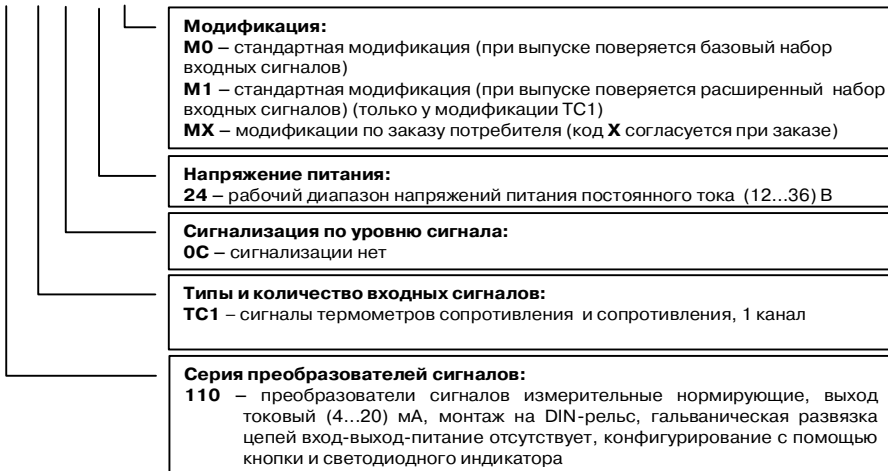 Модификация:
М0 – стандартная модификация (при выпуске поверяется базовый набор
входных сигналов)
М1 – стандартная модификация (при выпуске поверяется расширенный набор
входных сигналов) (только у модификации ТС1)
МХ – модификации по заказу потребителя (код Х согласуется при заказе)
Напряжение питания:
24 – рабочий диапазон напряжений питания постоянного тока (12...36) В
Сигнализация по уровню сигнала:
0С – сигнализации нет
Типы и количество входных сигналов:
ТС1 – сигналы термометров сопротивления и сопротивления, 1 канал
Серия преобразователей сигналов:
110 – преобразователи сигналов измерительные нормирующие, выход
токовый (4...20) мА, монтаж на DIN-рельс, гальваническая развязка
цепей вход-выход-питание отсутствует, конфигурирование с помощью
кнопки и светодиодного индикатора